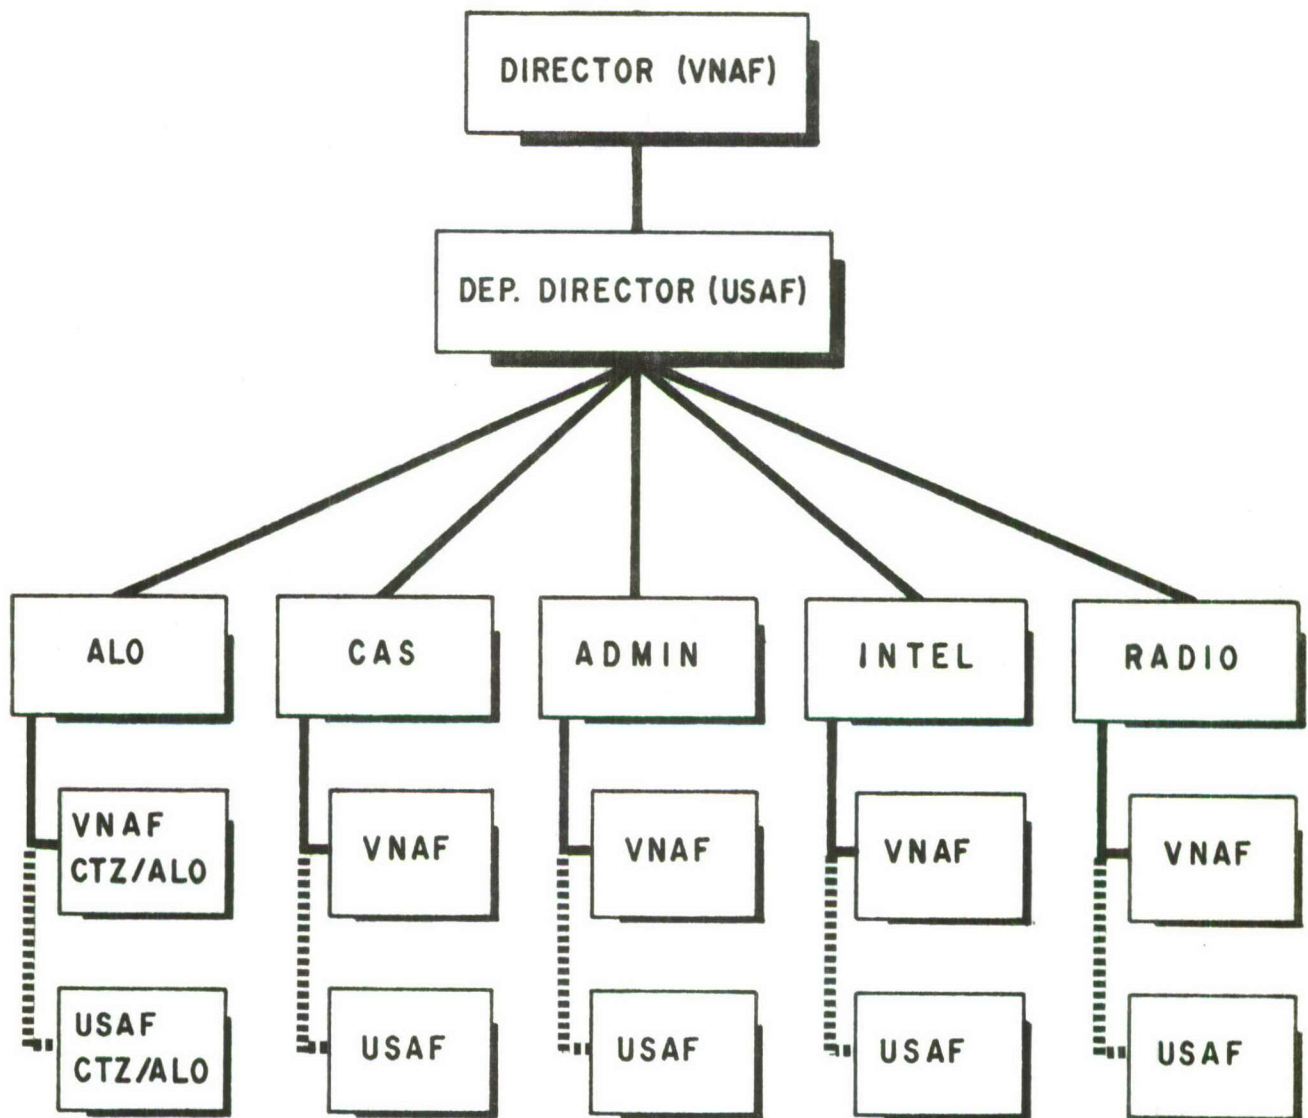 DIRECTOR (VNAF)
DEP. DIRECTOR (USAF)
ALO
CAS
ADMIN
INTEL
RADIO
VNAF
CTZ/ALO
VNAF
VNAF
VNAF
VNAF
USAF
CTZ/ALO
USAF
USAF
USAF
USAF